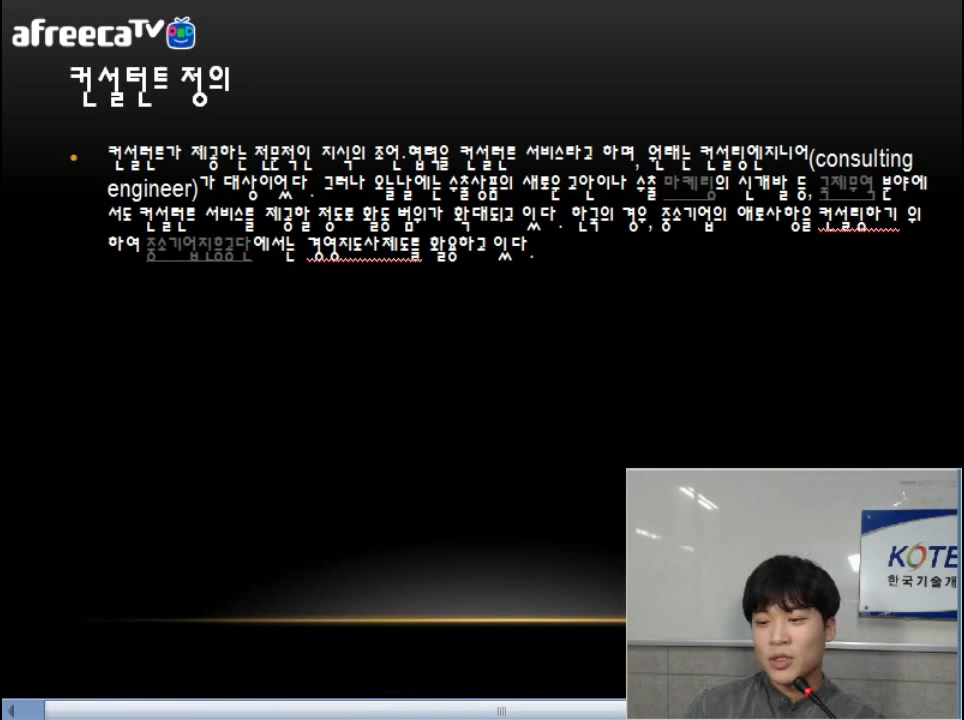 afreecaTV
컨설턴트 정의
• 컨설턴트가 제공하는 전문적인 지식의 조언·협력을 컨설턴트 서비스라고 하며, 원래는 컨설팅엔지니어(consulting
engineer)가 대상이었다. 그러나 오늘날에는 수출상품의 새로운 고안이나 수출 마케팅의 신개발 등, 국제무역 분야에
서도 컨설턴트 서비스를 제공할 정도로 활동 범위가 확대되고 있다. 한국의 경우, 중소기업의 애로사항을 컨설팅하기 위
하여 중소기업진흥공단에서는 경영지도사제도를 활용하고 있다.
KOTE
한국기술개